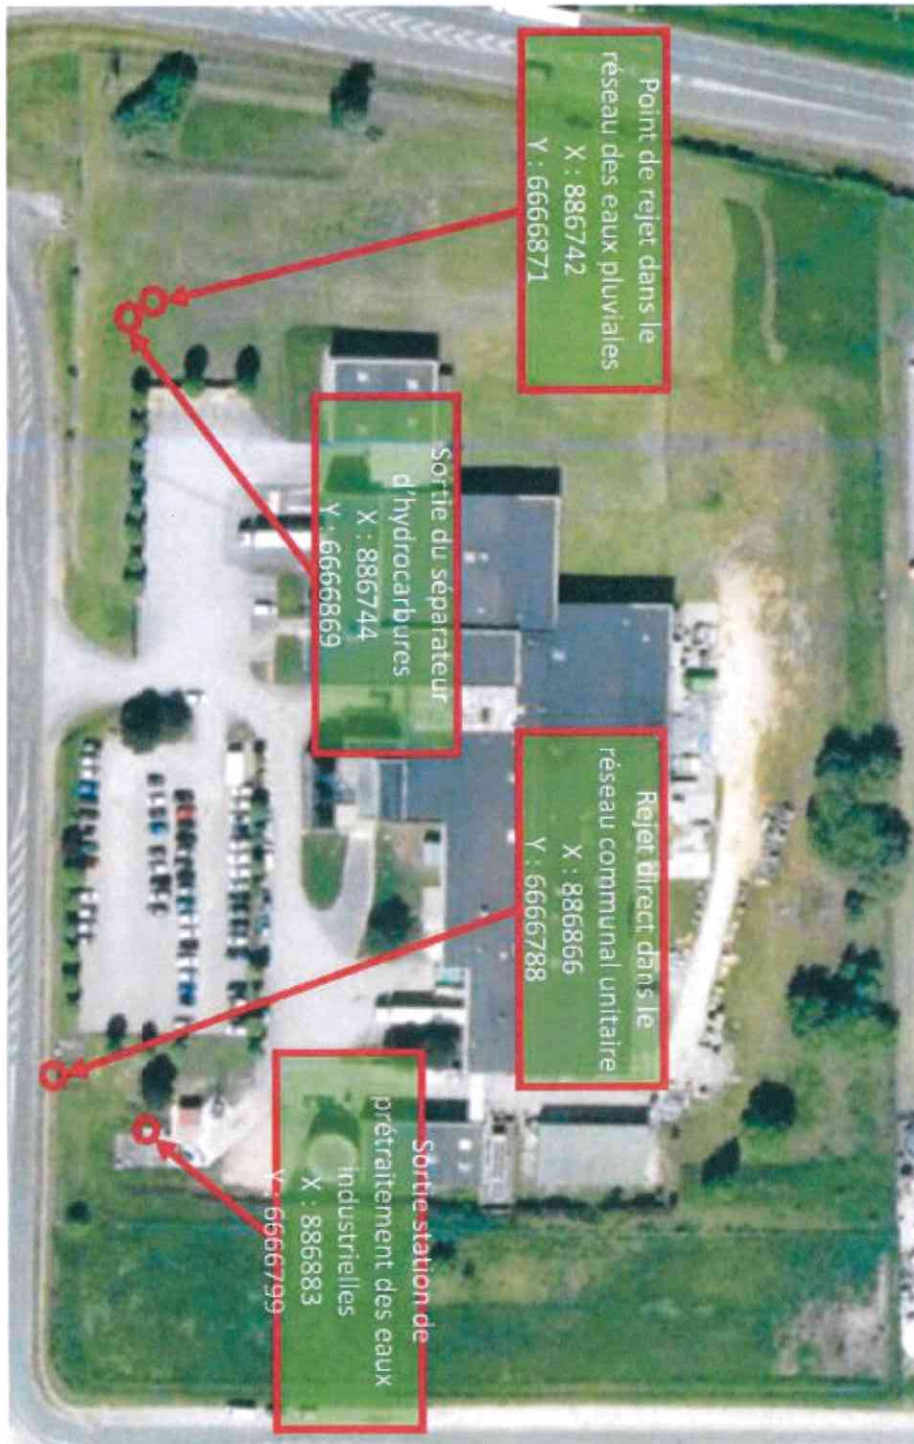 Point de rejet dans le
réseau des eaux pluviales
X : 886742
Y : 6666871
Sortie du séparateur
d'hydrocarbures
X : 886744
Y : 6666869
Rejet direct dans le
réseau communal unitaire
X : 886866
Y : 6666788
Sortie station de
prétraitement des eaux
industrielles
X : 886883
Y : 6666799